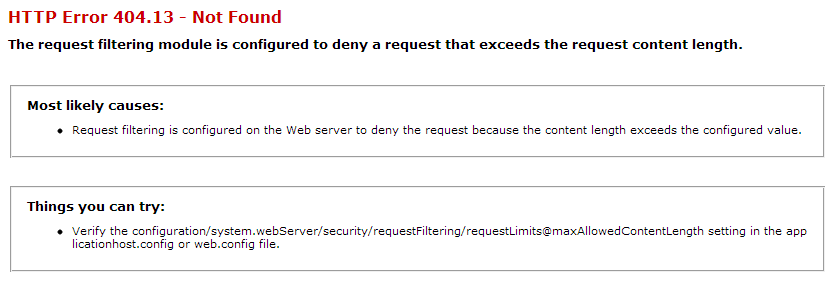 HTTP Error 404.13 - Not Found
The request filtering module is configured to deny a request that exceeds the request content length.
Most likely causes:
Request filtering is configured on the Web server to deny the request because the content length exceeds the configured value.
Things you can try:
Verify the configuration/system.webServer/security/requestFiltering/requestLimits@maxAllowedContentLength setting in the app
licationhost.config or web.config file.